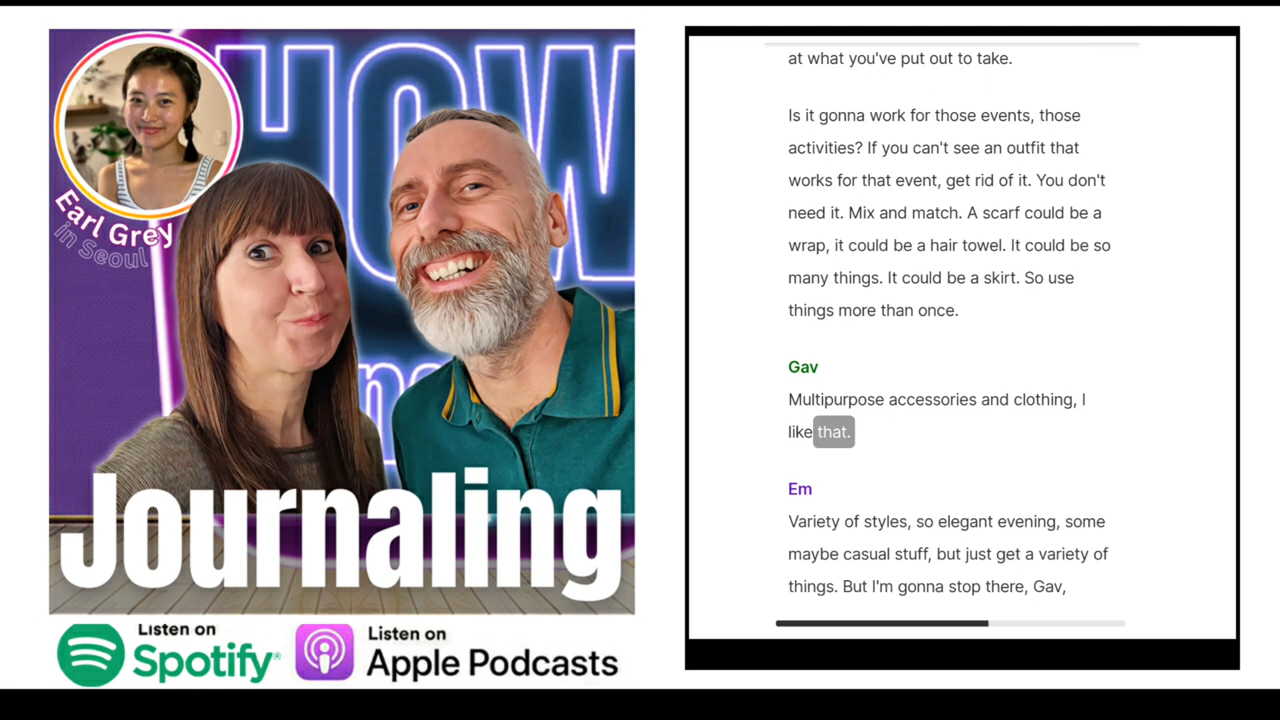 HOW
Earl Grey
in Seoul
Journaling
Listen on
Spotify
Listen on
Apple Podcasts
at what you've put out to take.
Is it gonna work for those events, those
activities? If you can't see an outfit that
works for that event, get rid of it. You don't
need it. Mix and match. A scarf could be a
wrap, it could be a hair towel. It could be so
many things. It could be a skirt. So use
things more than once.
Gav
Multipurpose accessories and clothing, I
like that.
Em
Variety of styles, so elegant evening, some
maybe casual stuff, but just get a variety of
things. But I'm gonna stop there, Gav,